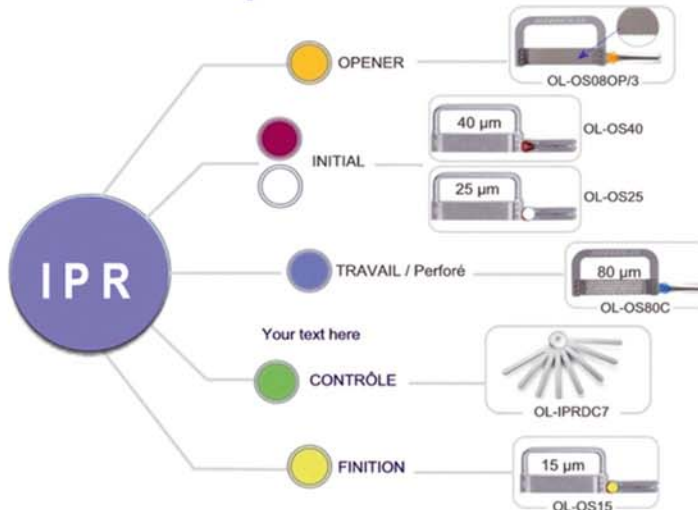 OPENER
OL-OS08OP/3
40 µm
OL-OS40
INITIAL
25 µm
OL-OS25
IPR
TRAVAIL / Perforé
80 µm
OL-OS80C
Your text here
CONTRÔLE
OL-IPRDC7
FINITION
15 µm
OL-OS15